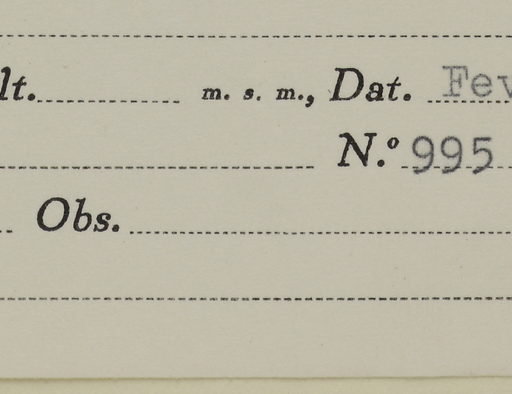 lt. m. s. m., Dat. Fev
N.º 995
Obs.